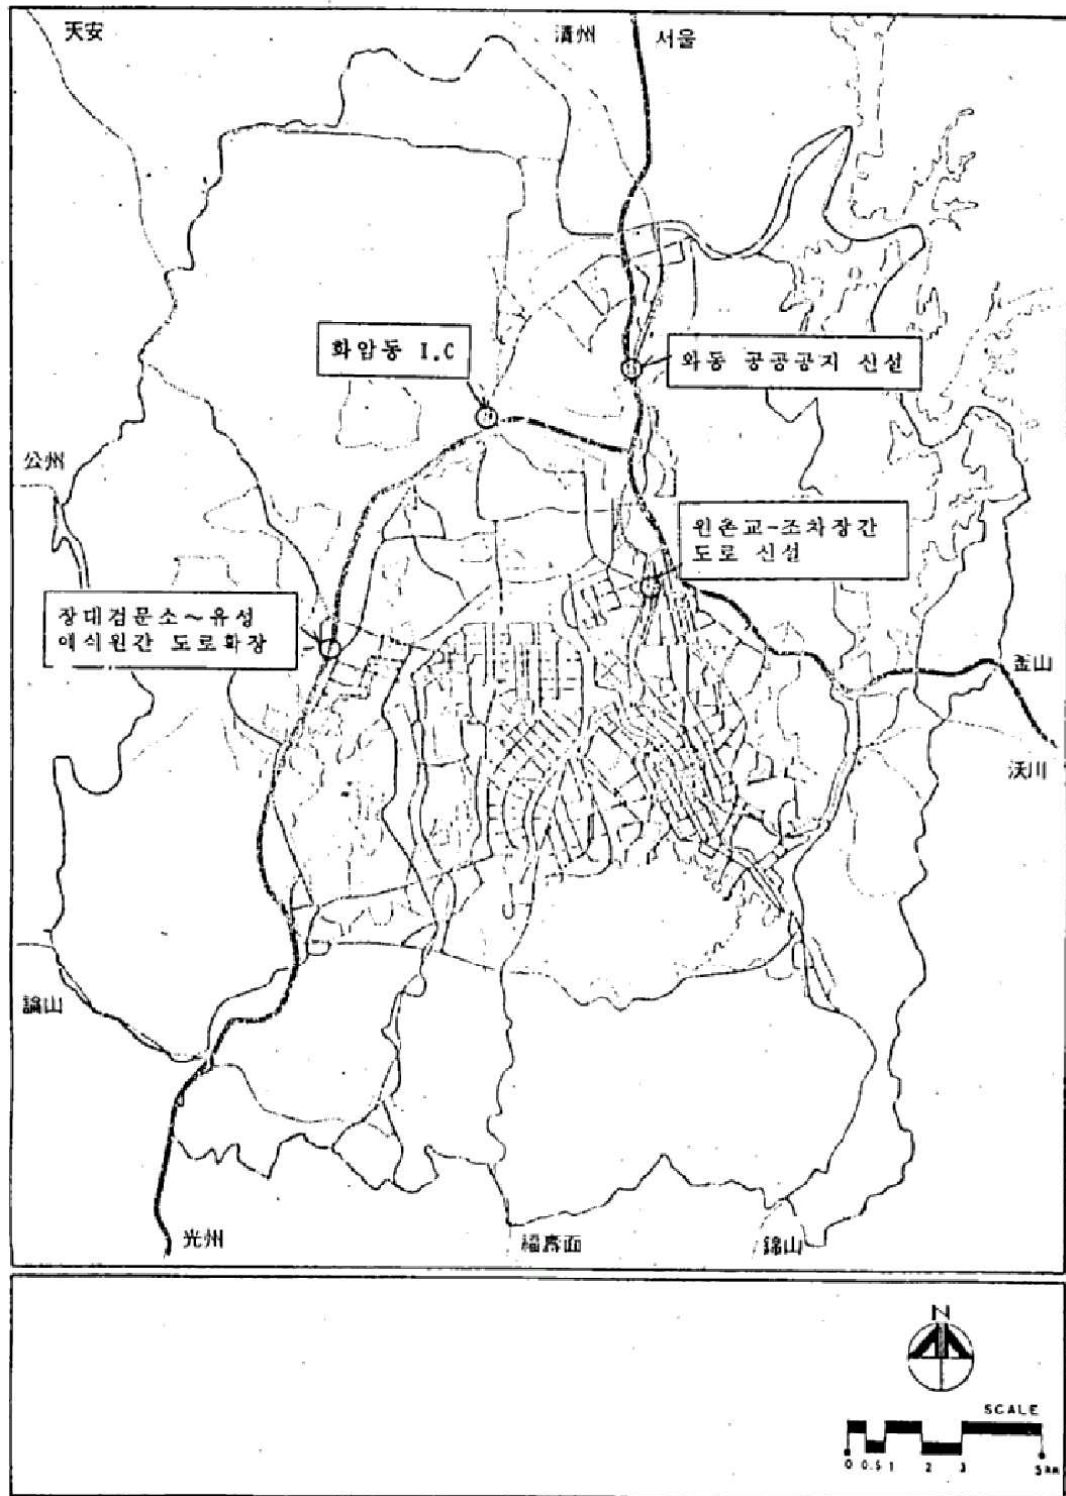 天安
淸州
서울
화암동 I.C
와동 공공공지 신설
公州
원촌교-조차장간
도로 신설
장대검문소~유성
예식원간 도로확장
釜山
沃川
論山
光州
福壽面
錦山
N
SCALE
0 0.5 1 2 3 5 km